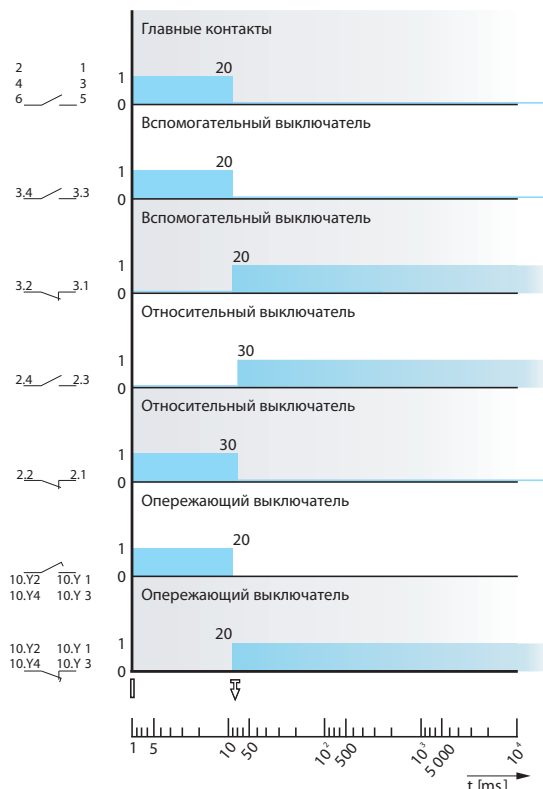 Главные контакты
2 1
4 3
6 5
20
1
0
Вспомогательный выключатель
3.4 3.3
20
1
0
Вспомогательный выключатель
3.2 3.1
20
1
0
Относительный выключатель
2.4 2.3
30
1
0
Относительный выключатель
2.2 2.1
30
1
0
Опережающий выключатель
20
1
0
10.Y2 10.Y 1
10.Y4 10.Y 3
Опережающий выключатель
10.Y2 10.Y 1
10.Y4 10.Y 3
20
1
0
1 5 10 50 10² 500 10³ 5 000 10⁴
t [ms]